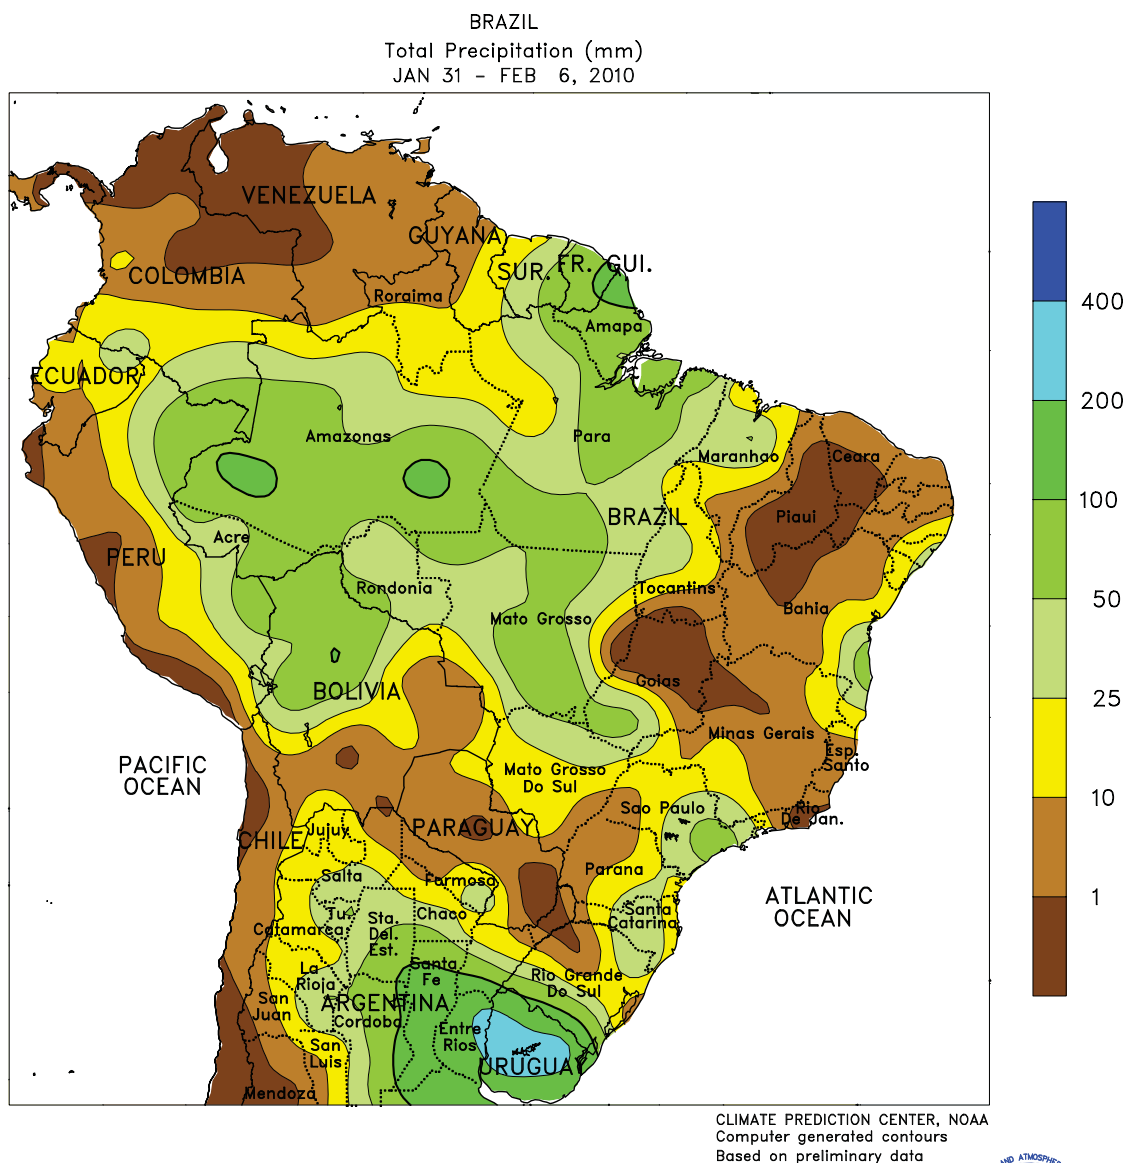 BRAZIL
Total Precipitation (mm)
JAN 31 - FEB 6, 2010
VENEZUELA
GUYANA
SUR.
FR. GUI.
COLOMBIA
Roraima
Amapa
ECUADOR
Amazonas
Para
Maranhao
Ceara
BRAZIL
Piaui
Acre
PERU
Rondonia
Tocantins
Mato Grosso
Bahia
BOLIVIA
Goias
Minas Gerais
Esp.
Santo
PACIFIC
OCEAN
Mato Grosso
Do Sul
Sao Paulo
Rio
De Jan.
CHILE
Jujuy
PARAGUAY
Parana
Salta
Formosa
ATLANTIC
OCEAN
Tu.
Chaco
Santa
Catarina
Catamarca
Sta.
Del.
Est.
La
Rioja
Santa
Fe
Rio Grande
Do Sul
San
Juan
ARGENTINA
Cordoba
Entre
Rios
San
Luis
URUGUAY
Mendoza
400
200
100
50
25
10
1
CLIMATE PREDICTION CENTER, NOAA
Computer generated contours
Based on preliminary data
AND ATMOSPHE